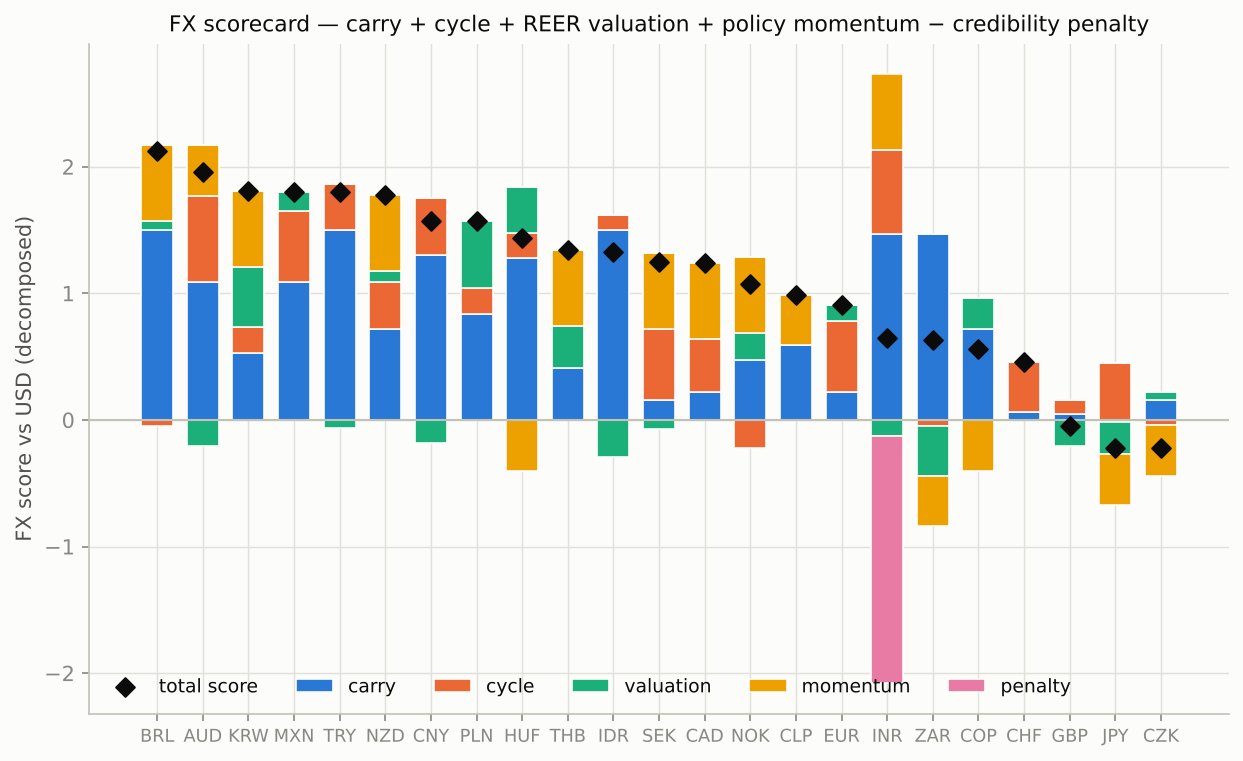 FX scorecard — carry + cycle + REER valuation + policy momentum − credibility penalty
FX score vs USD (decomposed)
2
1
0
−1
−2
total score carry cycle valuation momentum penalty
BRL AUD KRW MXN TRY NZD CNY PLN HUF THB IDR SEK CAD NOK CLP EUR INR ZAR COP CHF GBP JPY CZK